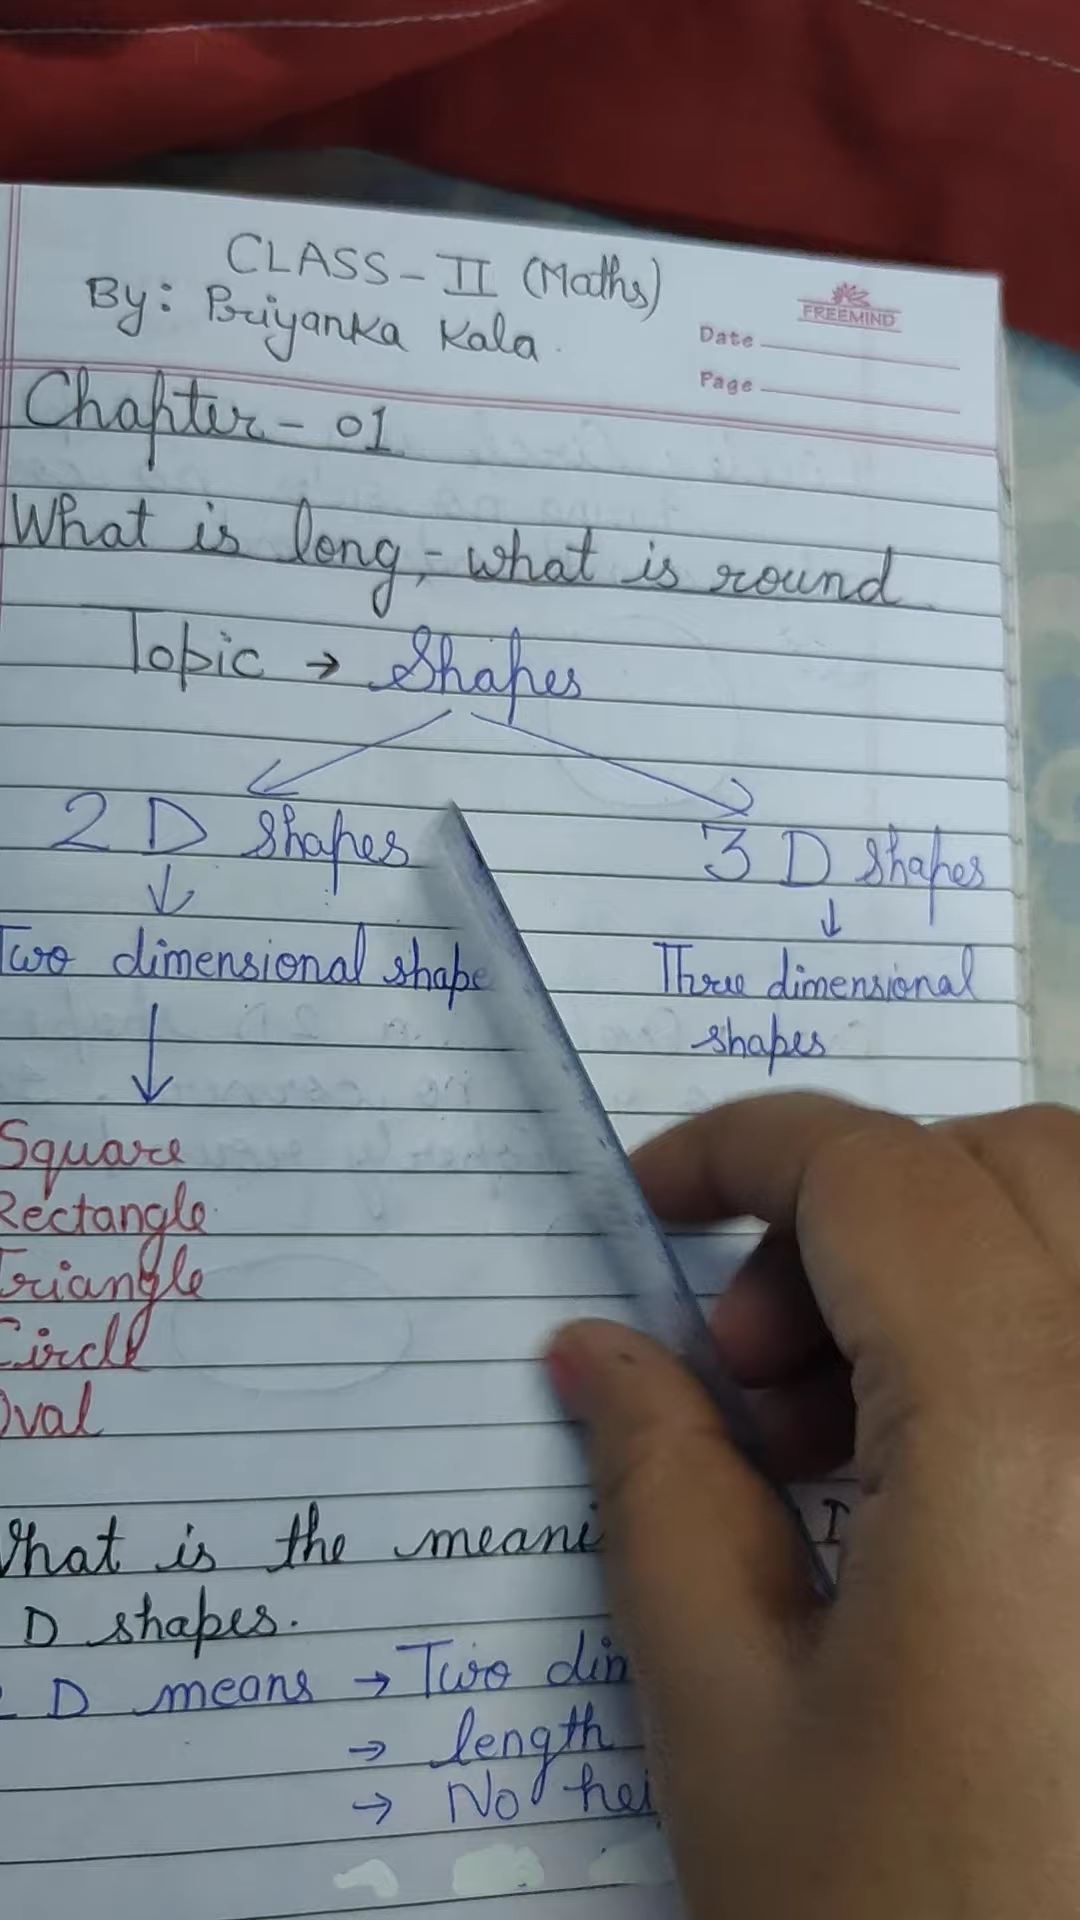 CLASS-II (Maths)
By: Priyanka Kala.
FREEMIND
Date
Page
Chapter-01
What is long,- what is round.
Topic → Shapes
2 D shapes
3 D shapes
Two dimensional shape
Three dimensional
shapes
Square
Rectangle
Triangle
Circle
Oval
What is the meani
D shapes.
D means → Two dim
→ length
→ No hei